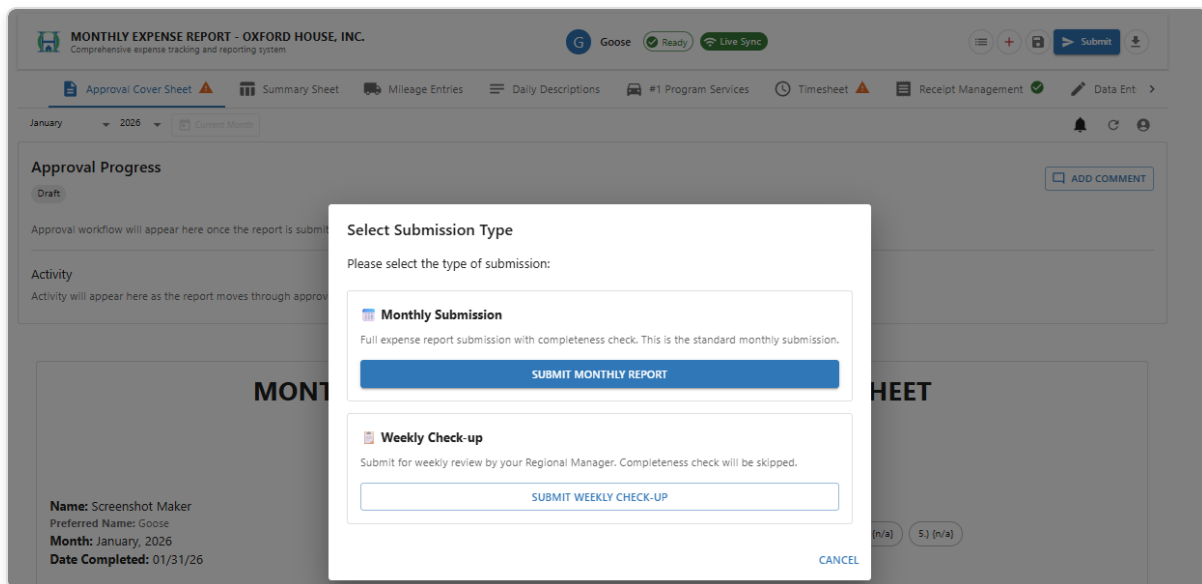 MONTHLY EXPENSE REPORT - OXFORD HOUSE, INC.
Comprehensive expense tracking and reporting system
G Goose Ready Live Sync
Submit
Approval Cover Sheet Summary Sheet Mileage Entries Daily Descriptions #1 Program Services Timesheet Receipt Management Data Ent
January 2026 Current Month
Approval Progress
Draft
ADD COMMENT
Approval workflow will appear here once the report is submit
Activity
Activity will appear here as the report moves through approv
Select Submission Type
Please select the type of submission:
Monthly Submission
Full expense report submission with completeness check. This is the standard monthly submission.
SUBMIT MONTHLY REPORT
Weekly Check-up
Submit for weekly review by your Regional Manager. Completeness check will be skipped.
SUBMIT WEEKLY CHECK-UP
CANCEL
MONT
HEET
Name: Screenshot Maker
Preferred Name: Goose
Month: January, 2026
Date Completed: 01/31/26
[n/a] 5.) [n/a]